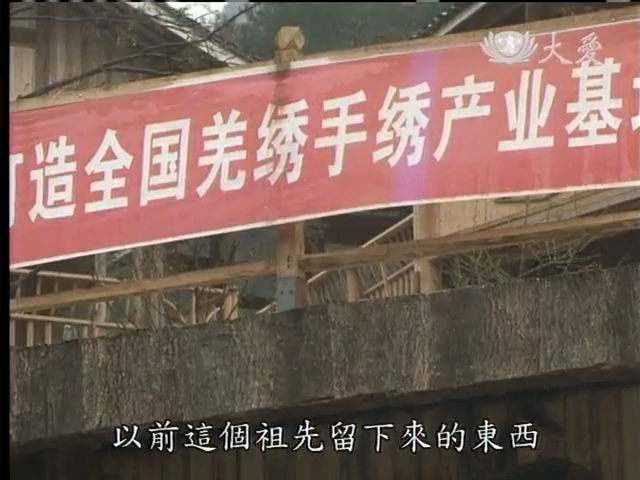 大愛
造全国羌绣手绣产业基
以前這個祖先留下來的東西